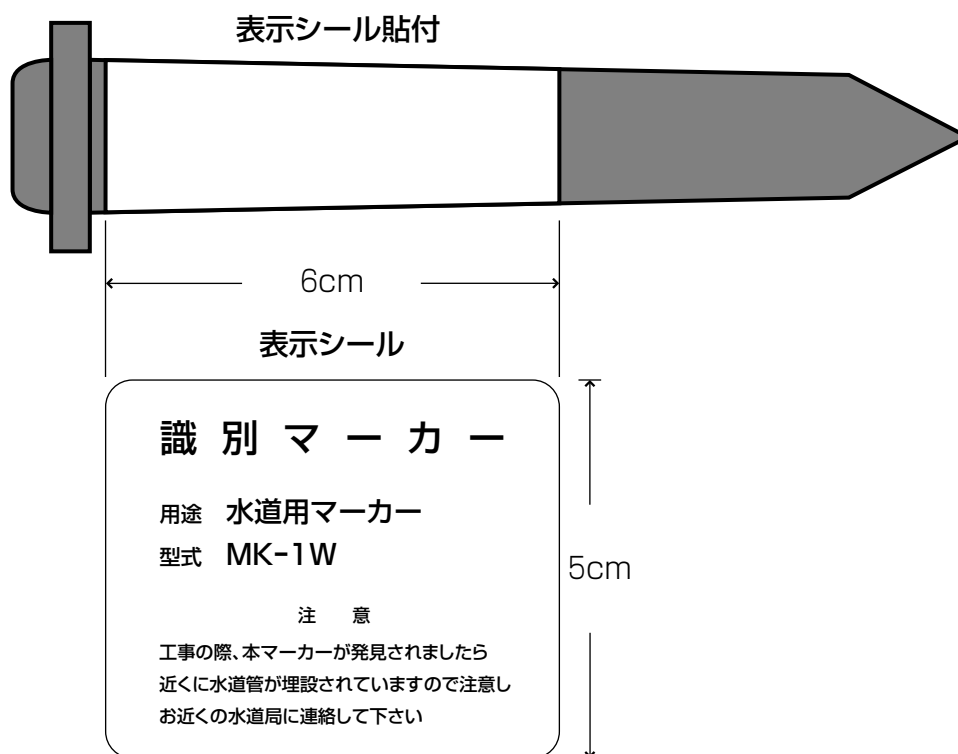 表示シール貼付
6cm
表示シール
識別マーカー
用途 水道用マーカー
型式 MK-1W
5cm
注 意
工事の際、本マーカーが発見されましたら
近くに水道管が埋設されていますので注意し
お近くの水道局に連絡して下さい